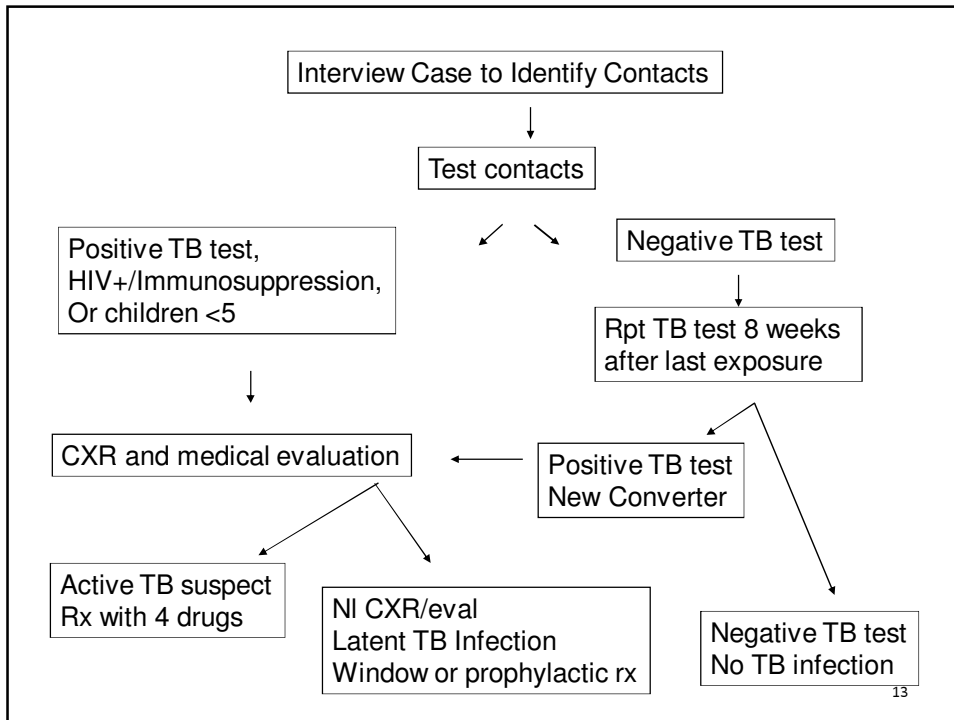 Interview Case to Identify Contacts
Test contacts
Positive TB test,
HIV+/Immunosuppression,
Or children <5
Negative TB test
Rpt TB test 8 weeks
after last exposure
CXR and medical evaluation
Positive TB test
New Converter
Active TB suspect
Rx with 4 drugs
Nl CXR/eval
Latent TB Infection
Window or prophylactic rx
Negative TB test
No TB infection
13